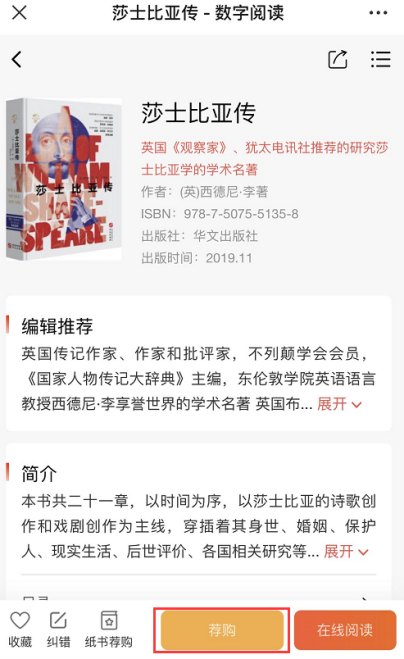 莎士比亚传 - 数字阅读
莎士比亚传
英国《观察家》、犹太电讯社推荐的研究莎
士比亚学的学术名著
作者：(英)西德尼·李著
ISBN：978-7-5075-5135-8
出版社：华文出版社
出版时间：2019.11
莎士比亚传
编辑推荐
英国传记作家、作家和批评家，不列颠学会会员，
《国家人物传记大辞典》主编，东伦敦学院英语语言
教授西德尼·李享誉世界的学术名著 英国布... 展开
简介
本书共二十一章，以时间为序，以莎士比亚的诗歌创
作和戏剧创作为主线，穿插着其身世、婚姻、保护
人、现实生活、后世评价、各国相关研究等... 展开
收藏
纠错
纸书荐购
荐购
在线阅读